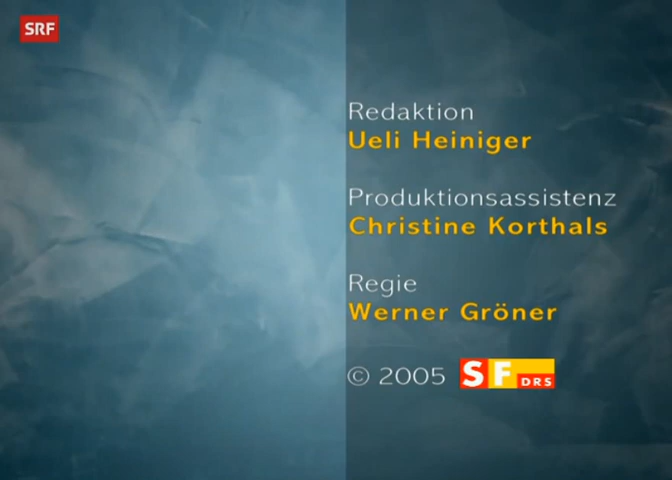 SRF
Redaktion
Ueli Heiniger
Produktionsassistenz
Christine Korthals
Regie
Werner Gröner
© 2005 SF DRS